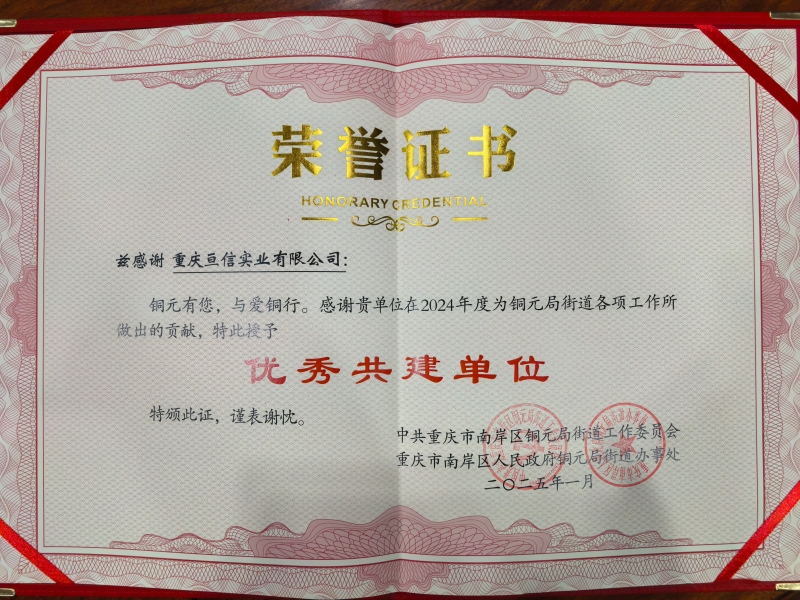 荣誉证书
HONORARY CREDENTIAL
兹感谢 重庆亘信实业有限公司：
铜元有您，与爱铜行。感谢贵单位在2024年度为铜元局街道各项工作所
做出的贡献，特此授予
优秀共建单位
特颁此证，谨表谢忱。
中共重庆市南岸区铜元局街道工作委员会
重庆市南岸区人民政府铜元局街道办事处
二〇二五年一月